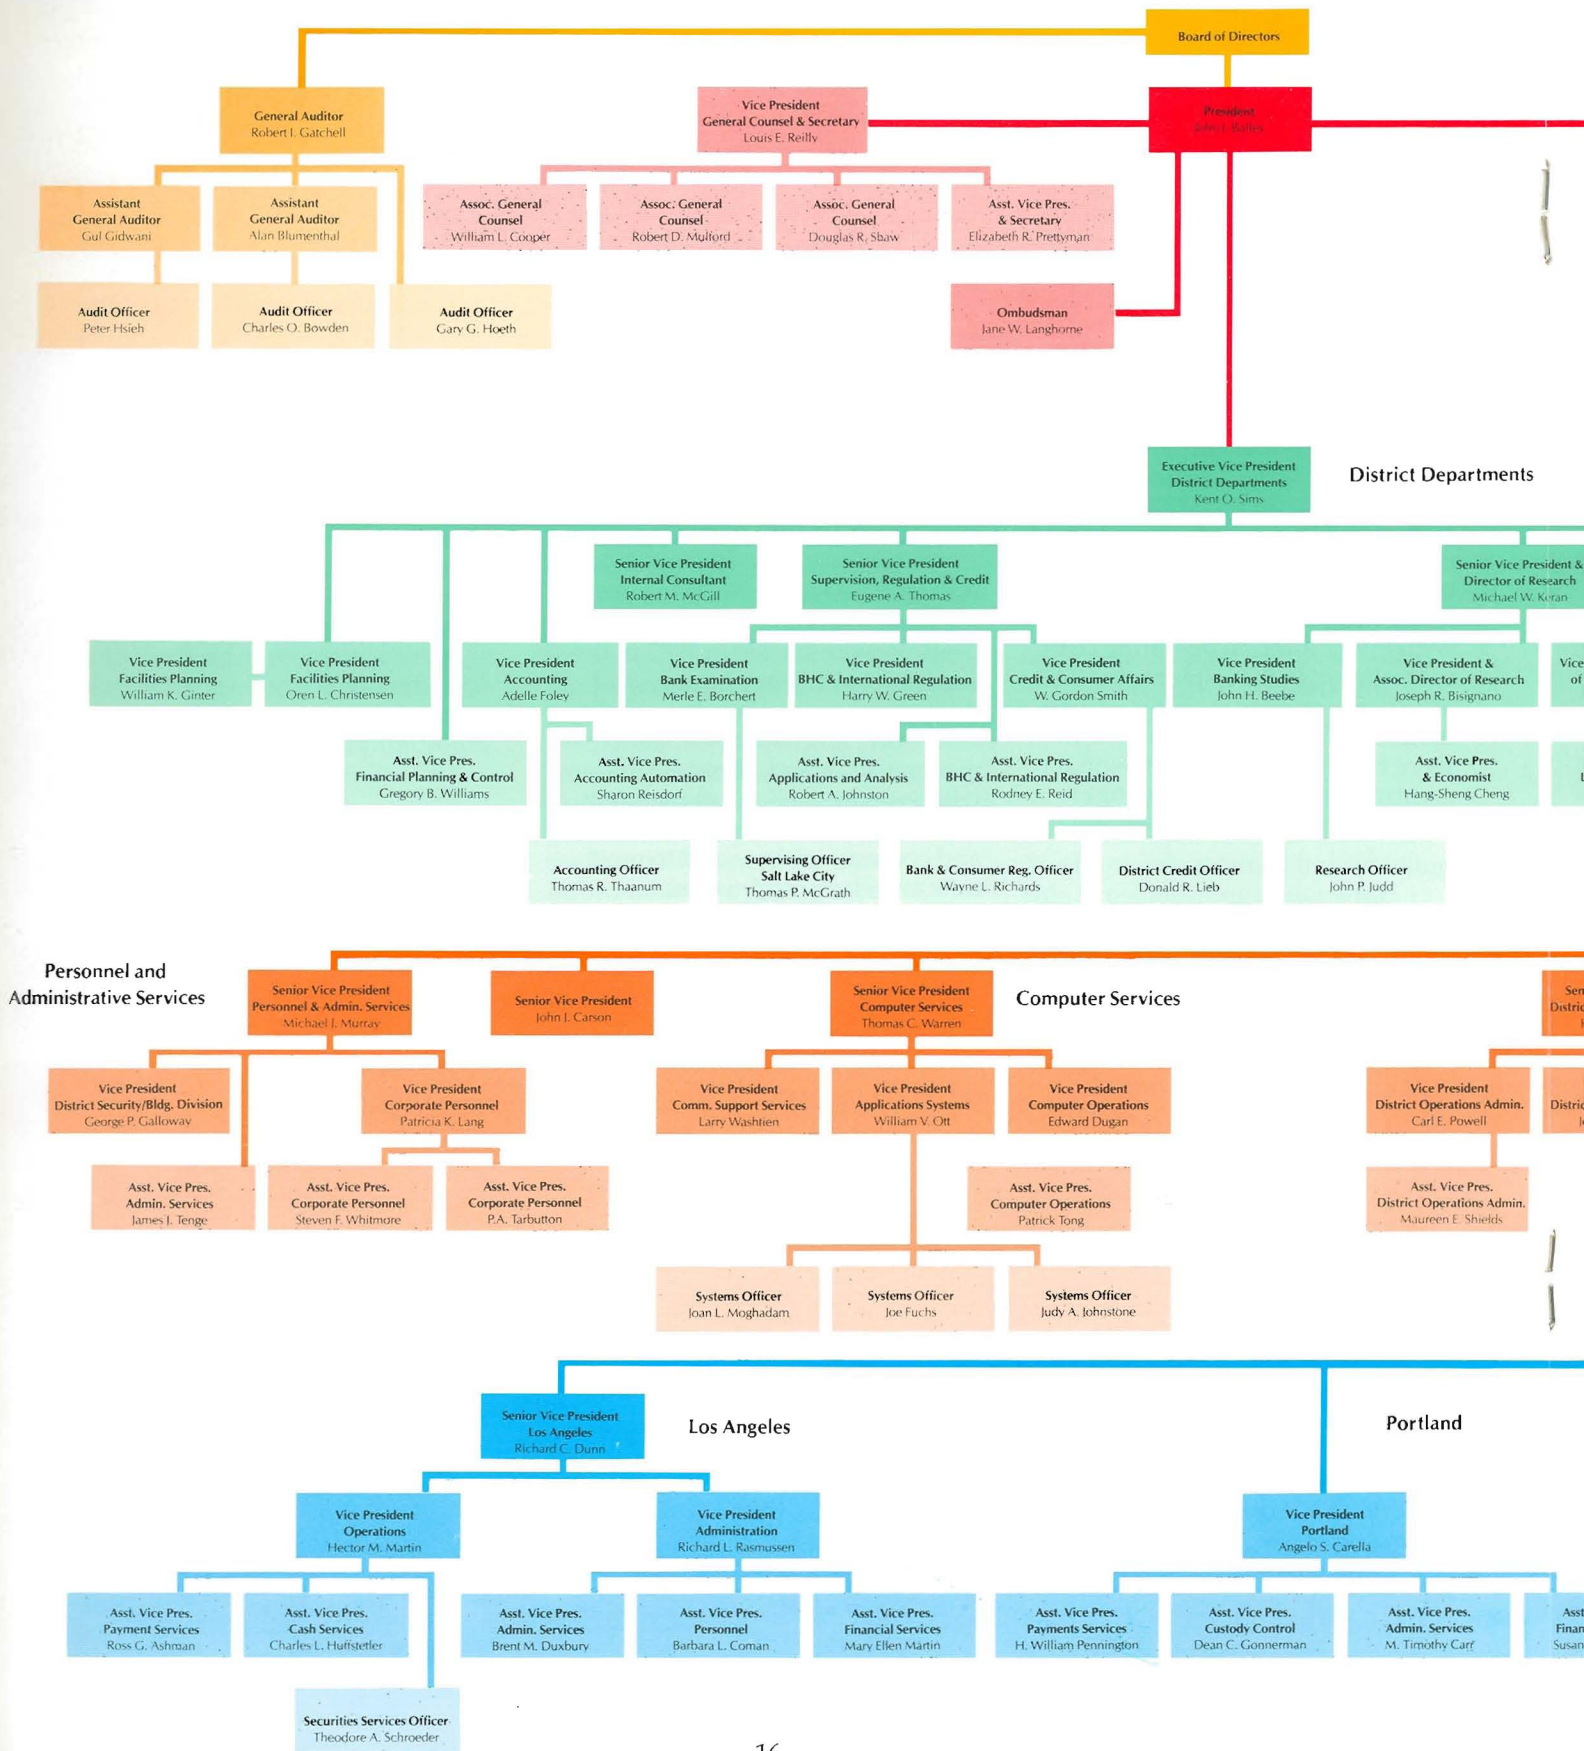 Board of Directors
General Auditor
Robert I. Gatchell
Vice President
General Counsel & Secretary
Louis E. Reilly
President
John J. Balles
Assistant
General Auditor
Gul Gidwani
Assistant
General Auditor
Alan Blumenthal
Assoc. General
Counsel
William L. Cooper
Assoc. General
Counsel
Robert D. Mulford
Assoc. General
Counsel
Douglas R. Shaw
Asst. Vice Pres.
& Secretary
Elizabeth R. Prettyman
Audit Officer
Peter Hsieh
Audit Officer
Charles O. Bowden
Audit Officer
Gary G. Hoeth
Ombudsman
Jane W. Langhorne
Executive Vice President
District Departments
Kent O. Sims
District Departments
Senior Vice President
Internal Consultant
Robert M. McGill
Senior Vice President
Supervision, Regulation & Credit
Eugene A. Thomas
Senior Vice President &
Director of Research
Michael W. Keran
Vice President
Facilities Planning
William K. Ginter
Vice President
Facilities Planning
Oren L. Christensen
Vice President
Accounting
Adelle Foley
Vice President
Bank Examination
Merle E. Borchert
Vice President
BHC & International Regulation
Harry W. Green
Vice President
Credit & Consumer Affairs
W. Gordon Smith
Vice President
Banking Studies
John H. Beebe
Vice President &
Assoc. Director of Research
Joseph R. Bisignano
Vice
of
Asst. Vice Pres.
Financial Planning & Control
Gregory B. Williams
Asst. Vice Pres.
Accounting Automation
Sharon Reisdorf
Asst. Vice Pres.
Applications and Analysis
Robert A. Johnston
Asst. Vice Pres.
BHC & International Regulation
Rodney E. Reid
Asst. Vice Pres.
& Economist
Hang-Sheng Cheng
Accounting Officer
Thomas R. Thaanum
Supervising Officer
Salt Lake City
Thomas P. McGrath
Bank & Consumer Reg. Officer
Wayne L. Richards
District Credit Officer
Donald R. Lieb
Research Officer
John P. Judd
Personnel and
Administrative Services
Senior Vice President
Personnel & Admin. Services
Michael J. Murray
Senior Vice President
John J. Carson
Senior Vice President
Computer Services
Thomas C. Warren
Computer Services
Sen
Distric
Vice President
District Security/Bldg. Division
George P. Galloway
Vice President
Corporate Personnel
Patricia K. Lang
Vice President
Comm. Support Services
Larry Washtien
Vice President
Applications Systems
William V. Ott
Vice President
Computer Operations
Edward Dugan
Vice President
District Operations Admin.
Carl E. Powell
Distric
Asst. Vice Pres.
Admin. Services
James J. Tenge
Asst. Vice Pres.
Corporate Personnel
Steven F. Whitmore
Asst. Vice Pres.
Corporate Personnel
P.A. Tarbutton
Asst. Vice Pres.
Computer Operations
Patrick Tong
Asst. Vice Pres.
District Operations Admin.
Maureen E. Shields
Systems Officer
Joan L. Moghadam
Systems Officer
Joe Fuchs
Systems Officer
Judy A. Johnstone
Senior Vice President
Los Angeles
Richard C. Dunn
Los Angeles
Portland
Vice President
Operations
Hector M. Martin
Vice President
Administration
Richard L. Rasmussen
Vice President
Portland
Angelo S. Carella
Asst. Vice Pres.
Payment Services
Ross G. Ashman
Asst. Vice Pres.
Cash Services
Charles L. Huffstetler
Asst. Vice Pres.
Admin. Services
Brent M. Duxbury
Asst. Vice Pres.
Personnel
Barbara L. Coman
Asst. Vice Pres.
Financial Services
Mary Ellen Martin
Asst. Vice Pres.
Payments Services
H. William Pennington
Asst. Vice Pres.
Custody Control
Dean C. Gonnerman
Asst. Vice Pres.
Admin. Services
M. Timothy Carr
Asst
Finan
Susan
Securities Services Officer
Theodore A. Schroeder